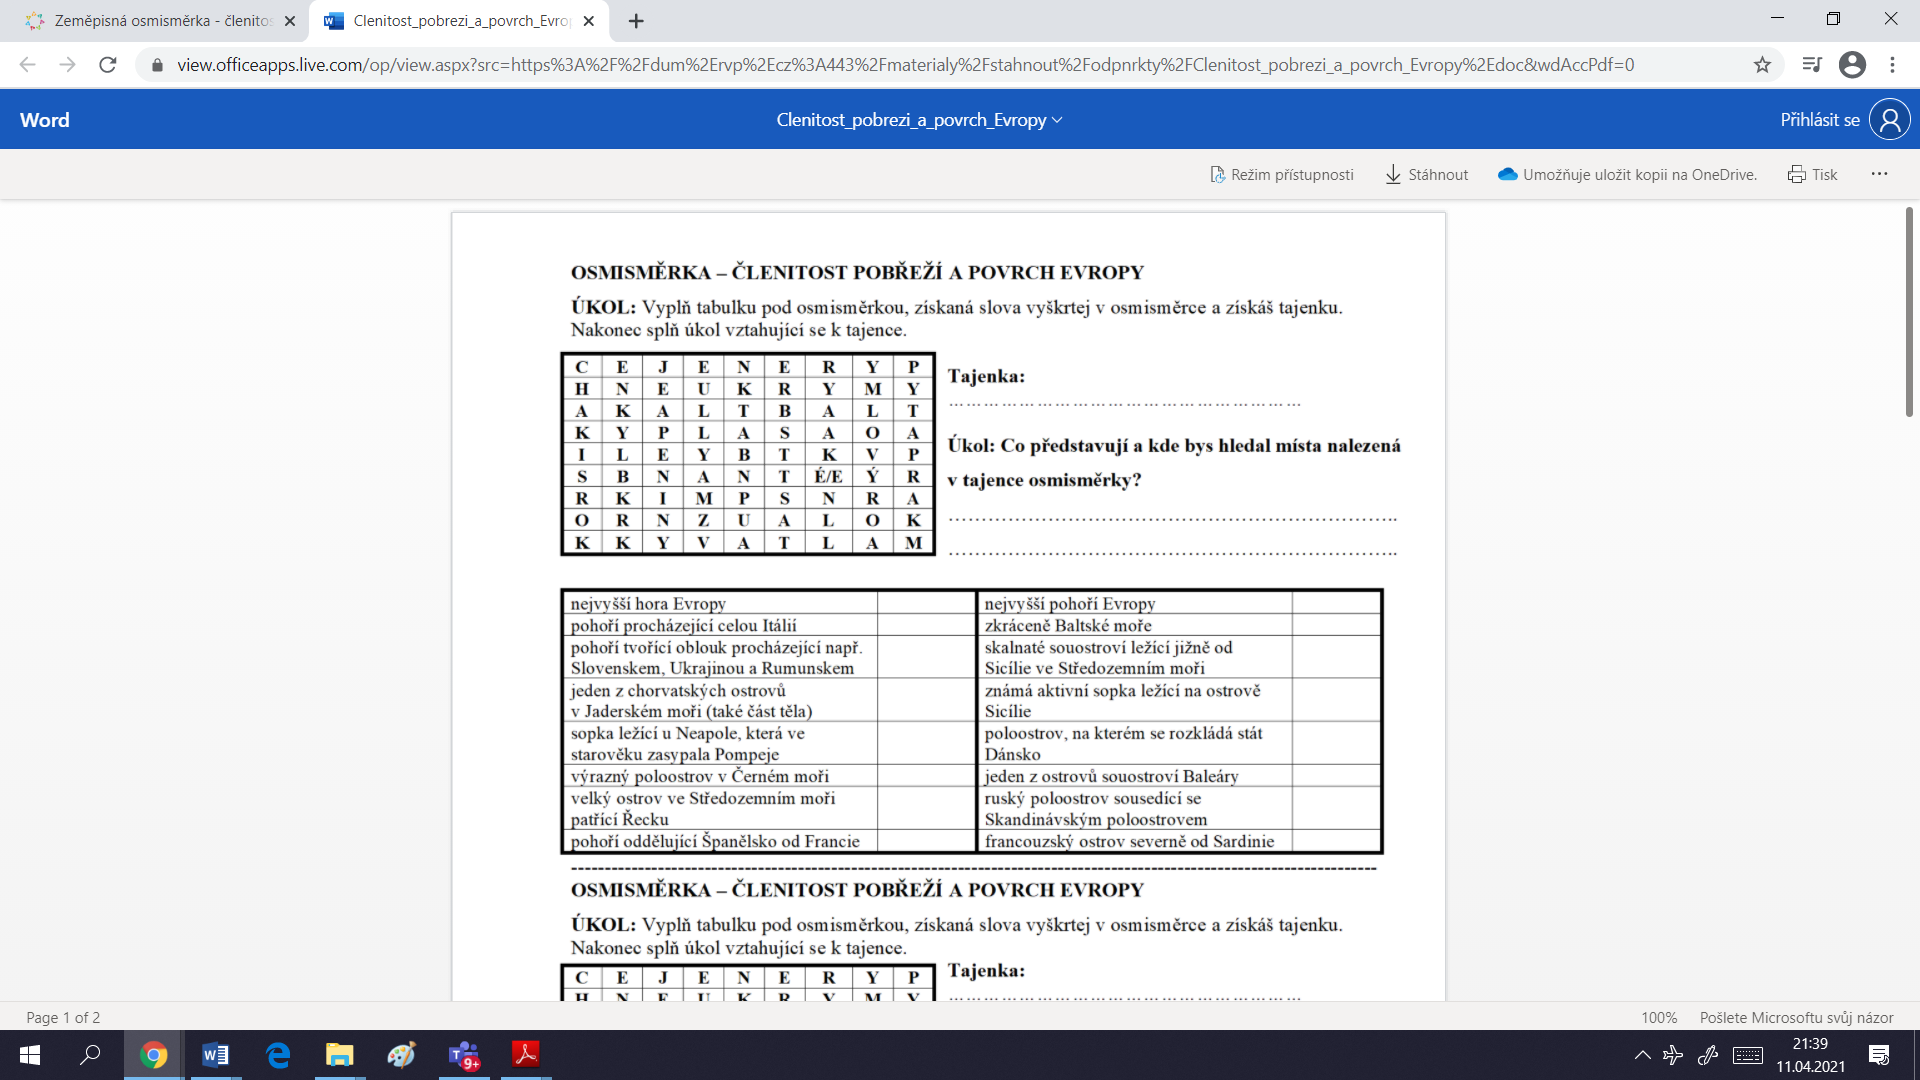 Zeměpisná osmisměrka - členitos
Clenitost_pobrezi_a_povrch_Evro
view.officeapps.live.com/op/view.aspx?src=https%3A%2F%2Fdum%2Ervp%2Ecz%3A443%2Fmaterialy%2Fstahnout%2Fodpnrkty%2FClenitost_pobrezi_a_povrch_Evropy%2Edoc&wdAccPdf=0
Word
Clenitost_pobrezi_a_povrch_Evropy
Přihlásit se
Režim přístupnosti
Stáhnout
Umožňuje uložit kopii na OneDrive.
Tisk
OSMISMĚRKA – ČLENITOST POBŘEŽÍ A POVRCH EVROPY
ÚKOL: Vyplň tabulku pod osmisměrkou, získaná slova vyškrtej v osmisměrce a získáš tajenku.
Nakonec splň úkol vztahující se k tajence.
C E J E N E R Y P
H N E U K R Y M Y
A K A L T B A L T
K Y P L A S A O A
I L E Y B T K V P
S B N A N T É/E Ý R
R K I M P S N R A
O R N Z U A L O K
K K Y V A T L A M
Tajenka:
………………………………………………
Úkol: Co představují a kde bys hledal místa nalezená
v tajence osmisměrky?
…………………………………………………………..
…………………………………………………………..
nejvyšší hora Evropy
nejvyšší pohoří Evropy
pohoří procházející celou Itálií
zkráceně Baltské moře
pohoří tvořící oblouk procházející např.
Slovenskem, Ukrajinou a Rumunskem
skalnaté souostroví ležící jižně od
Sicílie ve Středozemním moři
jeden z chorvatských ostrovů
v Jaderském moři (také část těla)
známá aktivní sopka ležící na ostrově
Sicílie
sopka ležící u Neapole, která ve
starověku zasypala Pompeje
poloostrov, na kterém se rozkládá stát
Dánsko
výrazný poloostrov v Černém moři
jeden z ostrovů souostroví Baleáry
velký ostrov ve Středozemním moři
patřící Řecku
ruský poloostrov sousedící se
Skandinávským poloostrovem
pohoří oddělující Španělsko od Francie
francouzský ostrov severně od Sardinie
OSMISMĚRKA – ČLENITOST POBŘEŽÍ A POVRCH EVROPY
ÚKOL: Vyplň tabulku pod osmisměrkou, získaná slova vyškrtej v osmisměrce a získáš tajenku.
Nakonec splň úkol vztahující se k tajence.
C E J E N E R Y P
H N E U K R Y M Y
Tajenka:
………………………………………………
Page 1 of 2
100%
Pošlete Microsoftu svůj názor
9+
21:39
11.04.2021